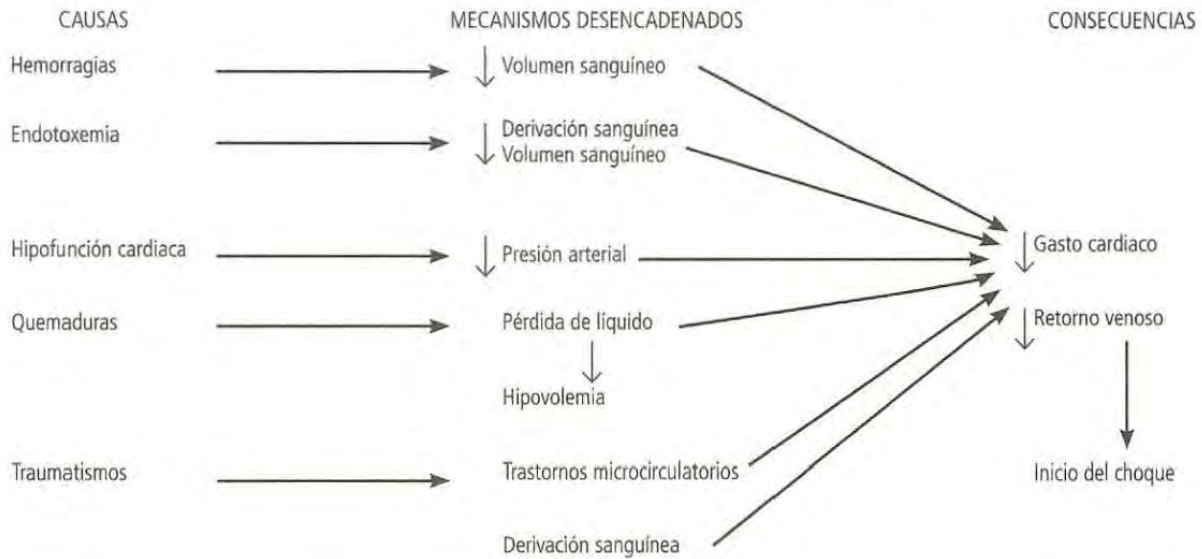 CAUSAS
MECANISMOS DESENCADENADOS
CONSECUENCIAS
Hemorragias
Volumen sanguíneo
Endotoxemia
Derivación sanguínea
Volumen sanguíneo
Hipofunción cardiaca
Presión arterial
Gasto cardiaco
Quemaduras
Pérdida de líquido
Retorno venoso
Hipovolemia
Traumatismos
Trastornos microcirculatorios
Inicio del choque
Derivación sanguínea